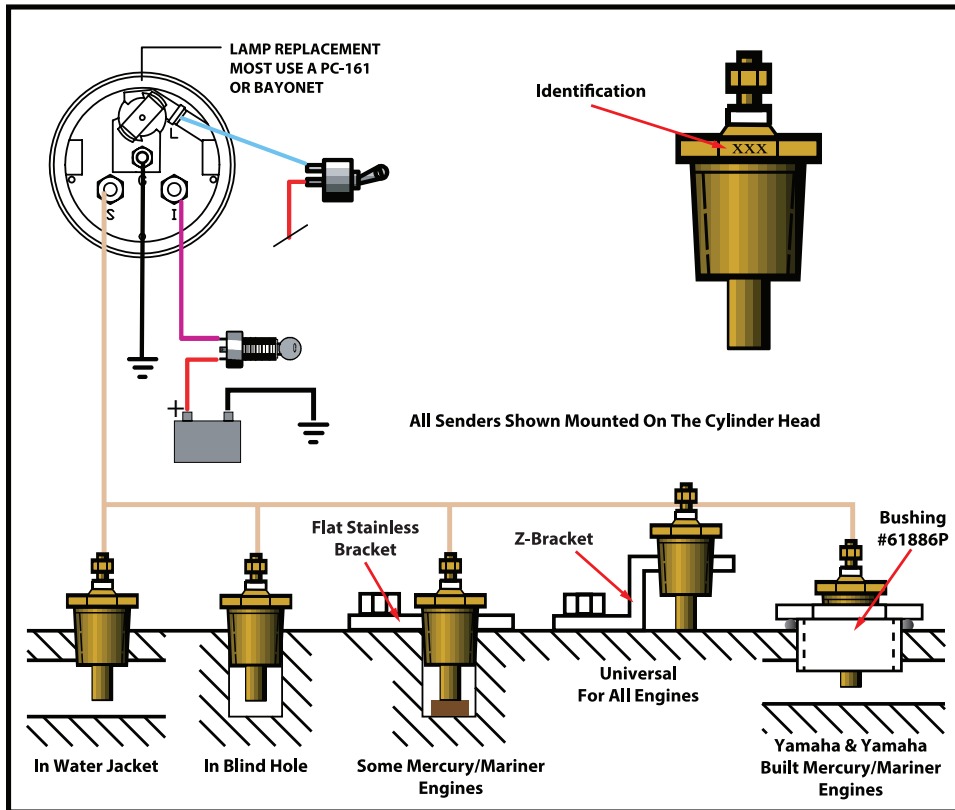 LAMP REPLACEMENT
MOST USE A PC-161
OR BAYONET
L
G
S
I
+
Identification
XXX
All Senders Shown Mounted On The Cylinder Head
Flat Stainless
Bracket
Z-Bracket
Bushing
#61886P
In Water Jacket
In Blind Hole
Some Mercury/Mariner
Engines
Universal
For All Engines
Yamaha & Yamaha
Built Mercury/Mariner
Engines